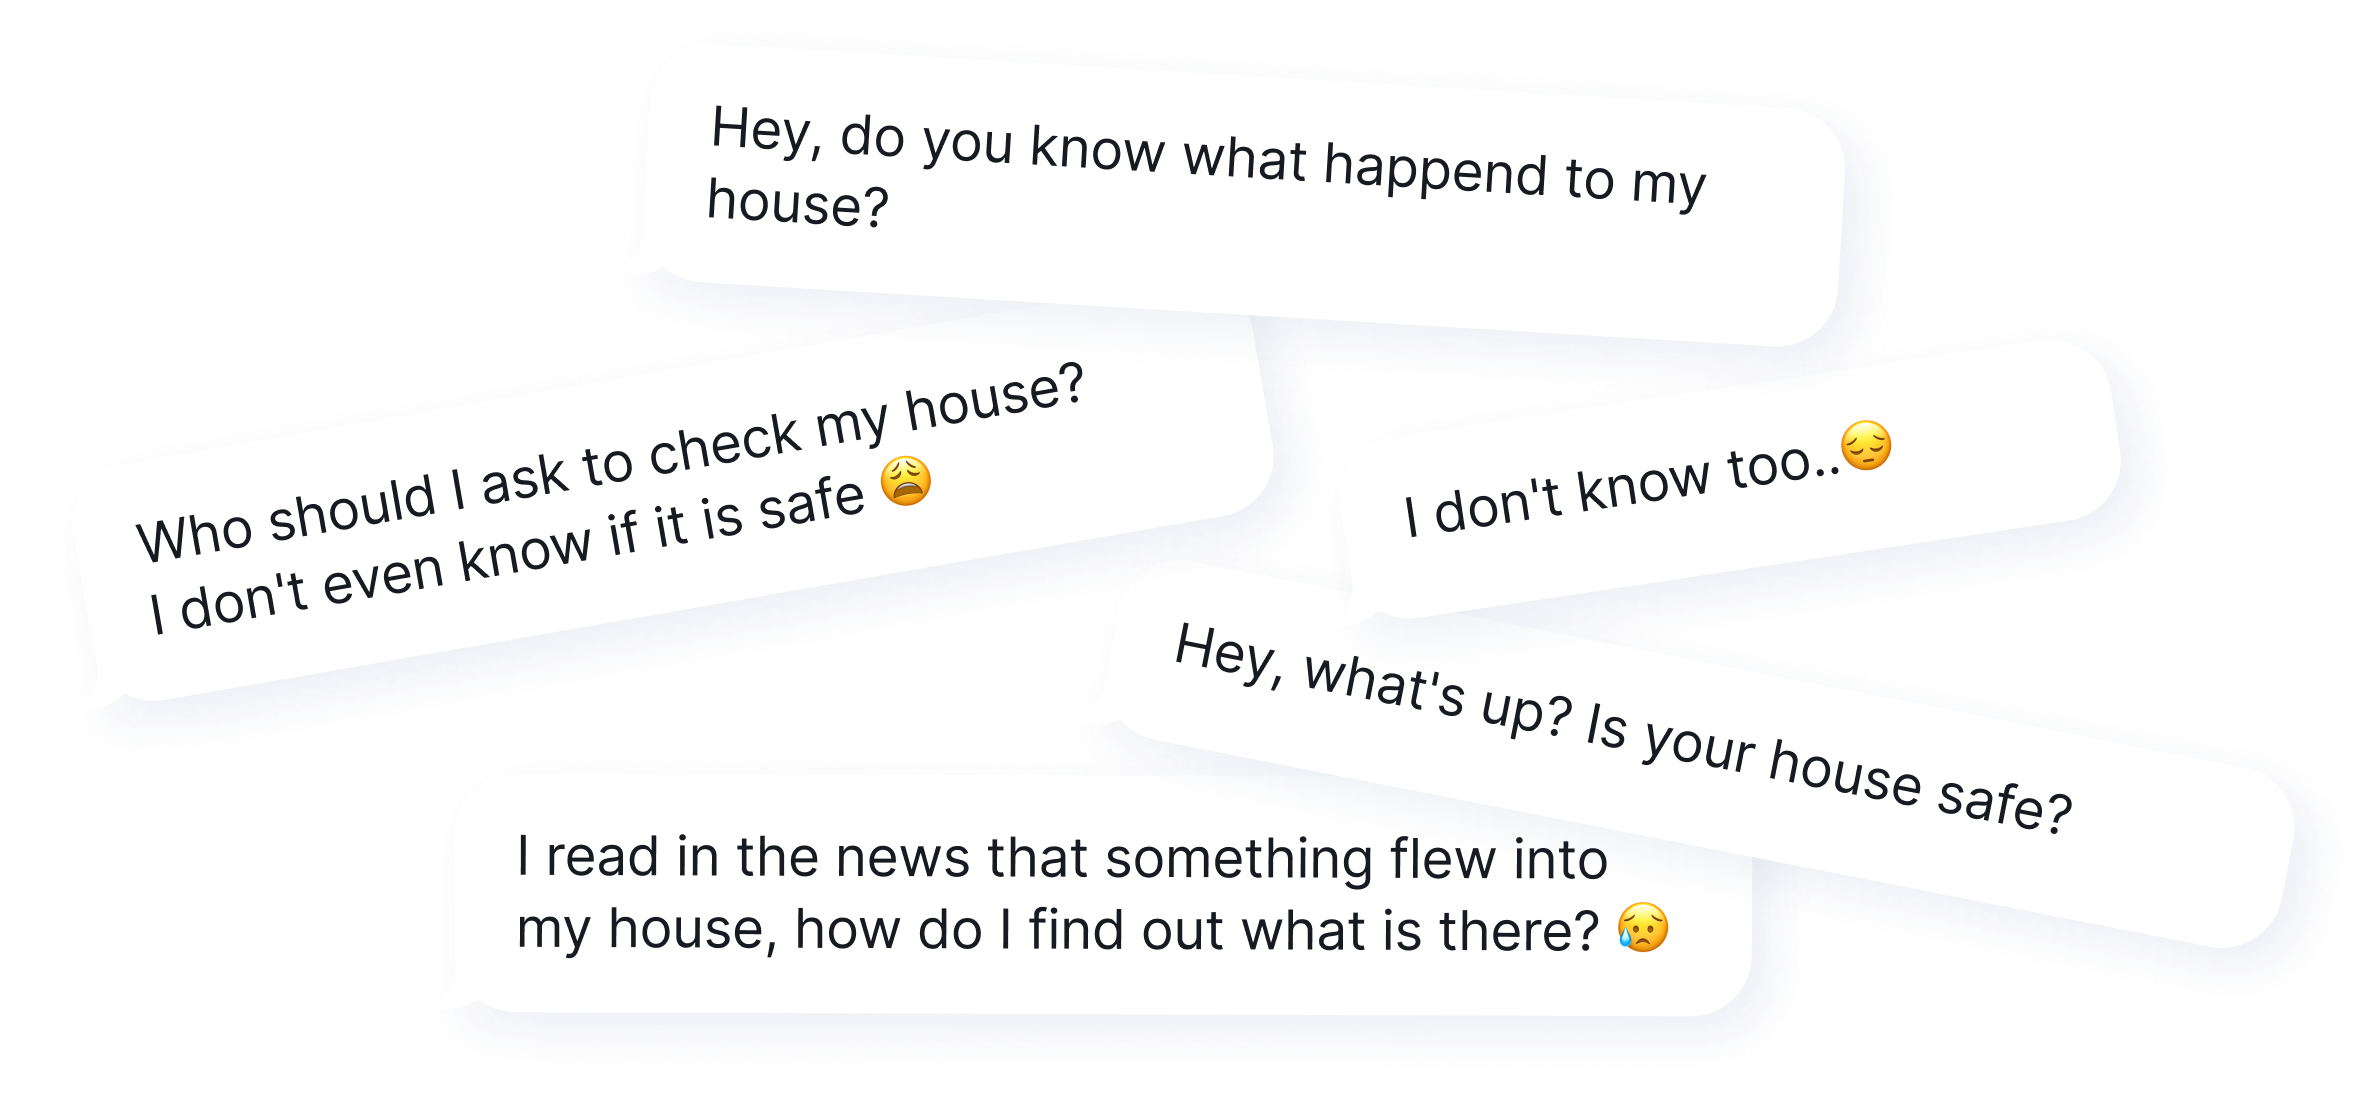 Hey, do you know what happend to my
house?
Who should I ask to check my house?
I don't even know if it is safe 😩
I don't know too..😔
Hey, what's up? Is your house safe?
I read in the news that something flew into
my house, how do I find out what is there? 😥